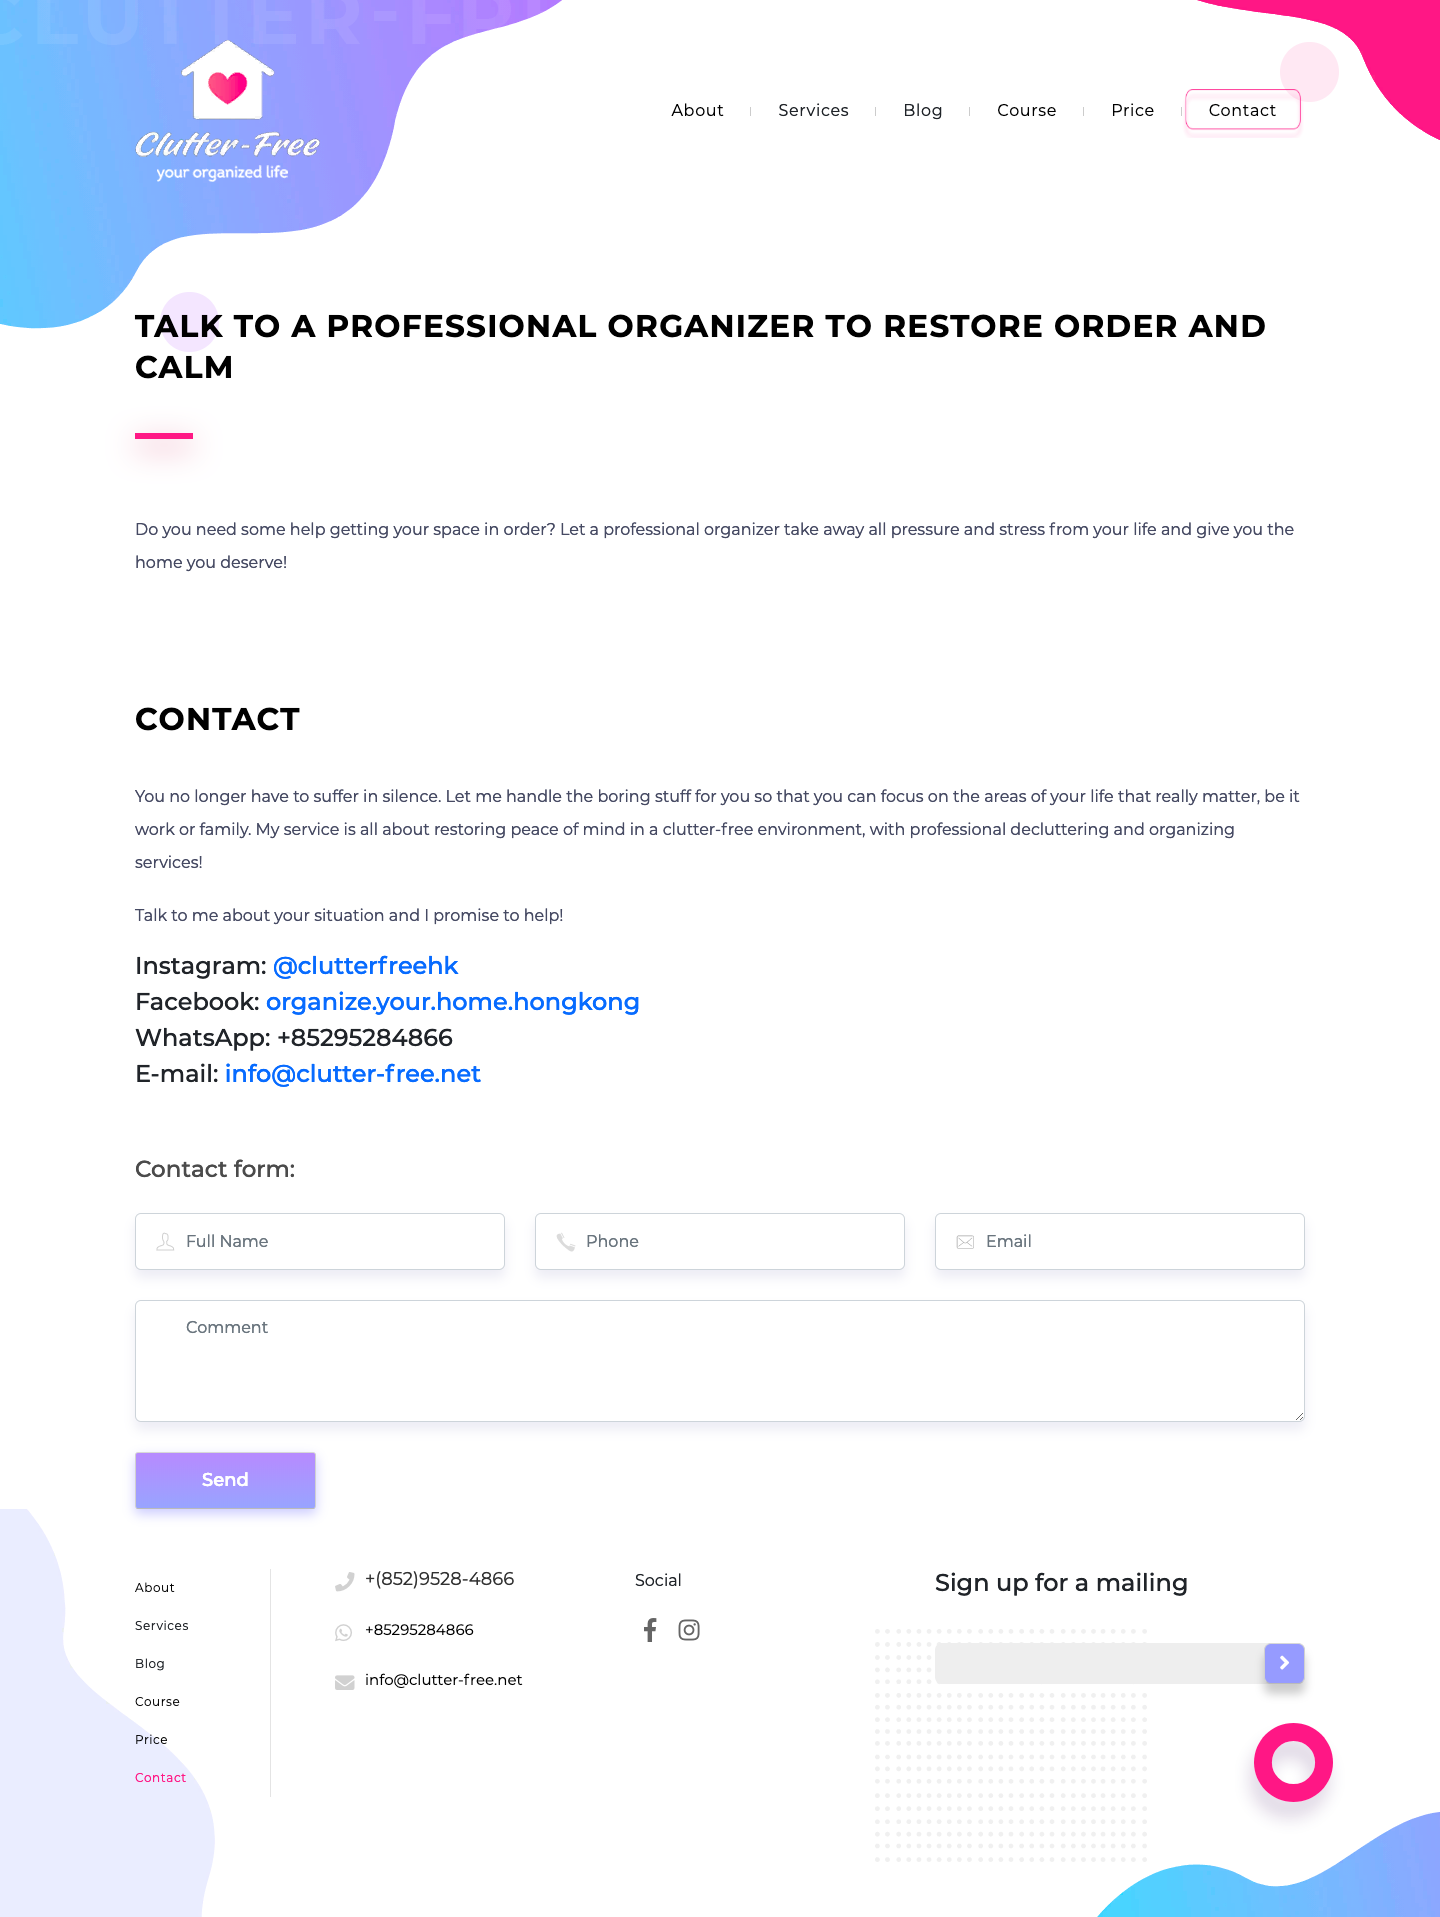 CLUTTER-FR
Clutter-Free
your organized life
About
Services
Blog
Course
Price
Contact
TALK TO A PROFESSIONAL ORGANIZER TO RESTORE ORDER AND
CALM
Do you need some help getting your space in order? Let a professional organizer take away all pressure and stress from your life and give you the
home you deserve!
CONTACT
You no longer have to suffer in silence. Let me handle the boring stuff for you so that you can focus on the areas of your life that really matter, be it
work or family. My service is all about restoring peace of mind in a clutter-free environment, with professional decluttering and organizing
services!
Talk to me about your situation and I promise to help!
Instagram: @clutterfreehk
Facebook: organize.your.home.hongkong
WhatsApp: +85295284866
E-mail: info@clutter-free.net
Contact form:
Full Name
Phone
Email
Comment
Send
About
Services
Blog
Course
Price
Contact
+(852)9528-4866
+85295284866
info@clutter-free.net
Social
Sign up for a mailing